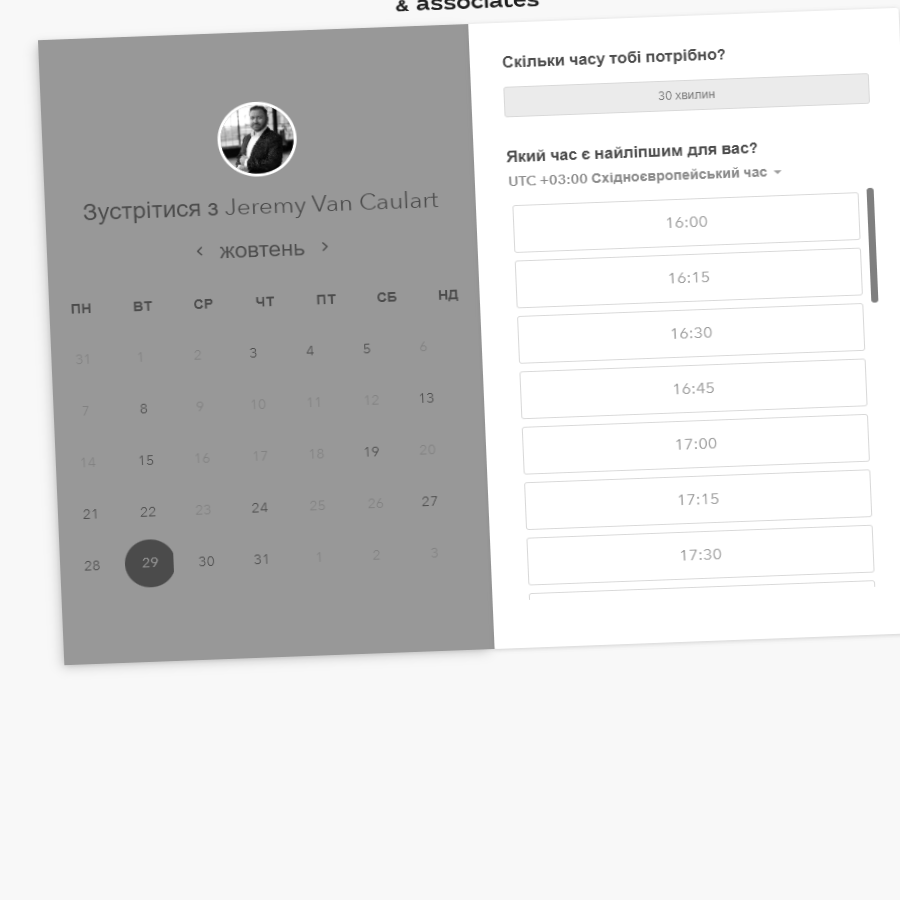 & associates
Зустрітися з Jeremy Van Caulart
‹ жовтень ›
ПН ВТ СР ЧТ ПТ СБ НД
31 1 2 3 4 5 6
7 8 9 10 11 12 13
14 15 16 17 18 19 20
21 22 23 24 25 26 27
28 29 30 31 1 2 3
Скільки часу тобі потрібно?
30 хвилин
Який час є найліпшим для вас?
UTC +03:00 Східноєвропейський час
16:00
16:15
16:30
16:45
17:00
17:15
17:30